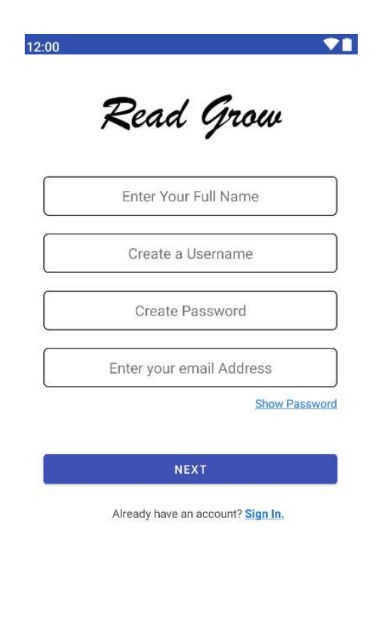 12:00
Read Grow
Enter Your Full Name
Create a Username
Create Password
Enter your email Address
Show Password
NEXT
Already have an account? Sign In.